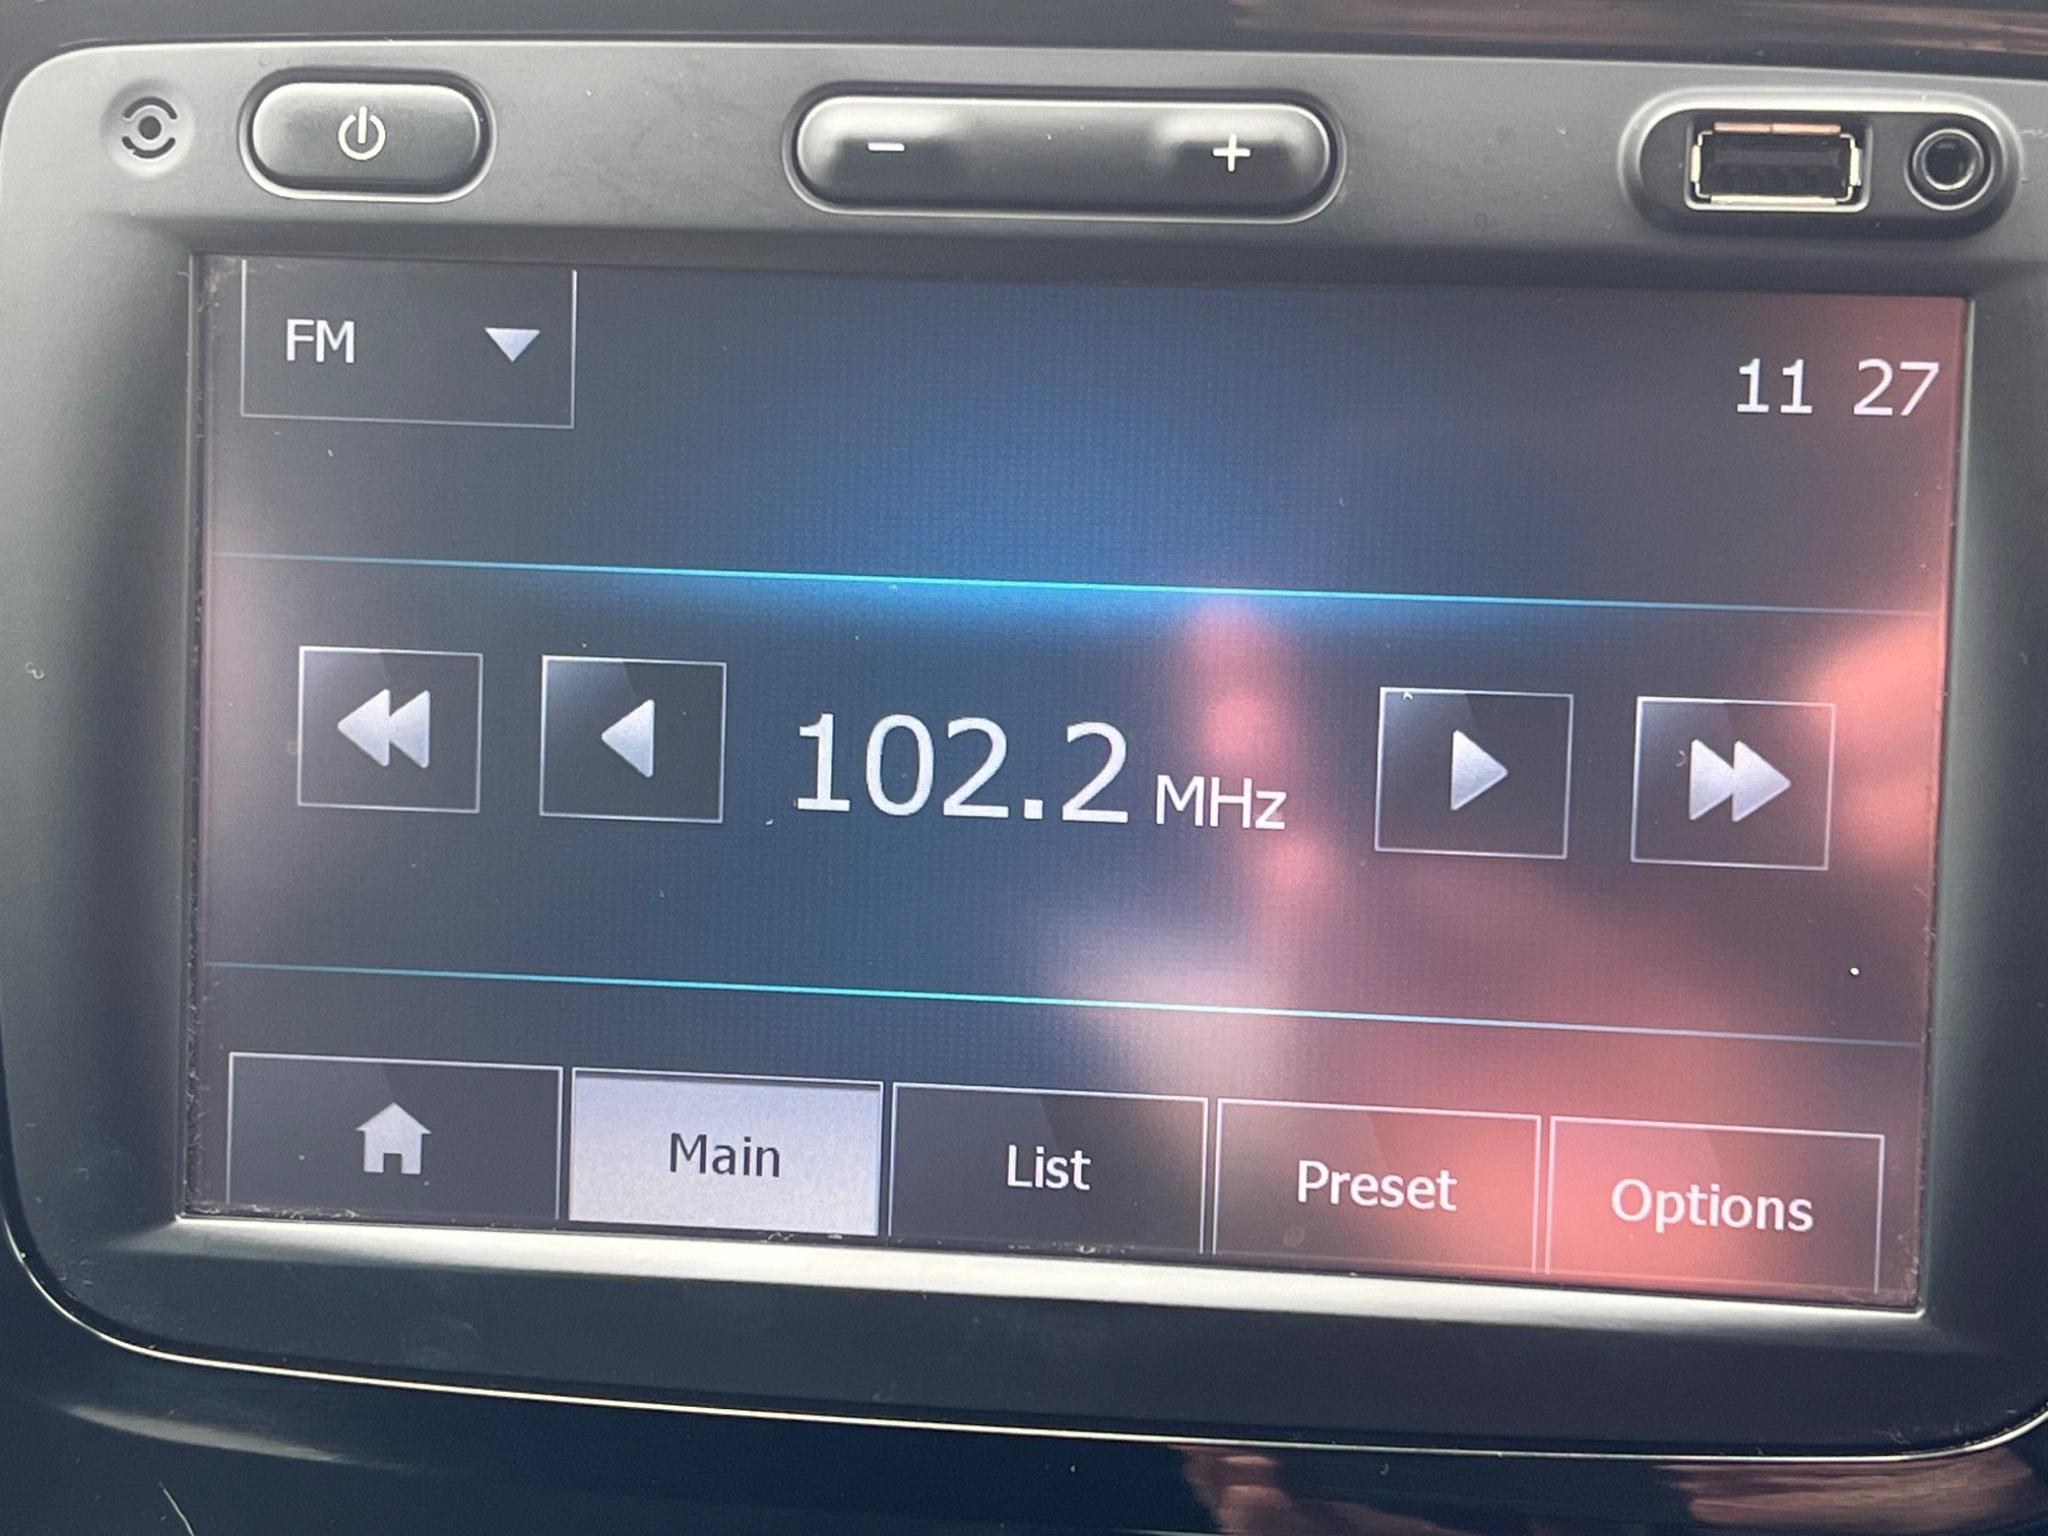 FM
11 27
102.2 MHz
Main
List
Preset
Options